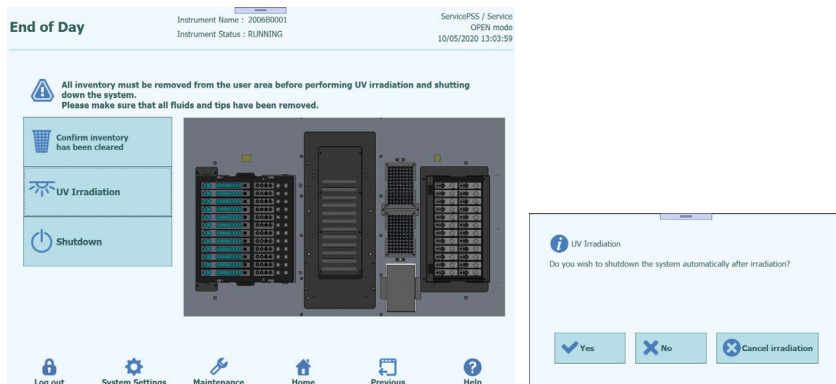 End of Day
Instrument Name : 200680001
Instrument Status : RUNNING
ServicePSS / Service
OPEN mode
10/05/2020 13:03:59
All inventory must be removed from the user area before performing UV irradiation and shutting
down the system.
Please make sure that all fluids and tips have been removed.
Confirm inventory
has been cleared
UV Irradiation
Shutdown
Log out
System Settings
Maintenance
Home
Previous
Help
UV Irradiation
Do you wish to shutdown the system automatically after irradiation?
Yes
No
Cancel irradiation